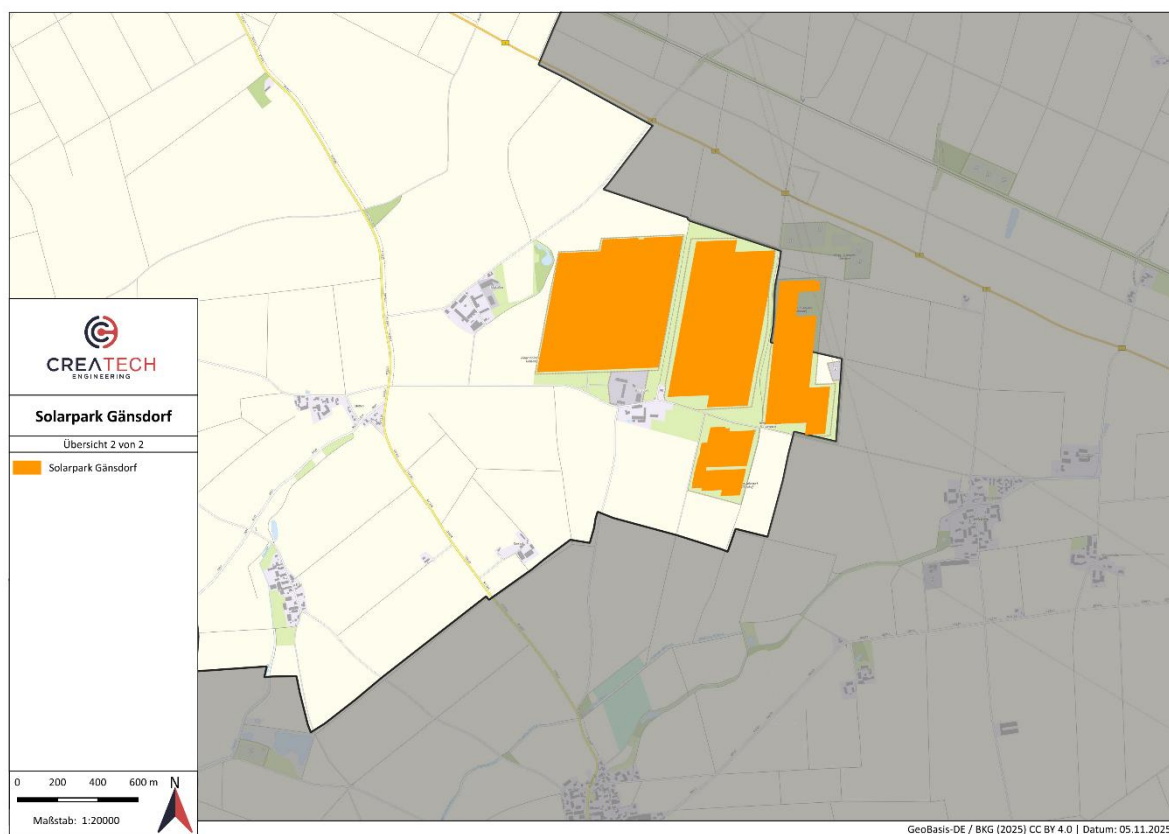 CREATECH
ENGINEERING
Solarpark Gänsdorf
Übersicht 2 von 2
Solarpark Gänsdorf
0 200 400 600 m
N
Maßstab: 1:20000
GeoBasis-DE / BKG (2025) CC BY 4.0 | Datum: 05.11.2025